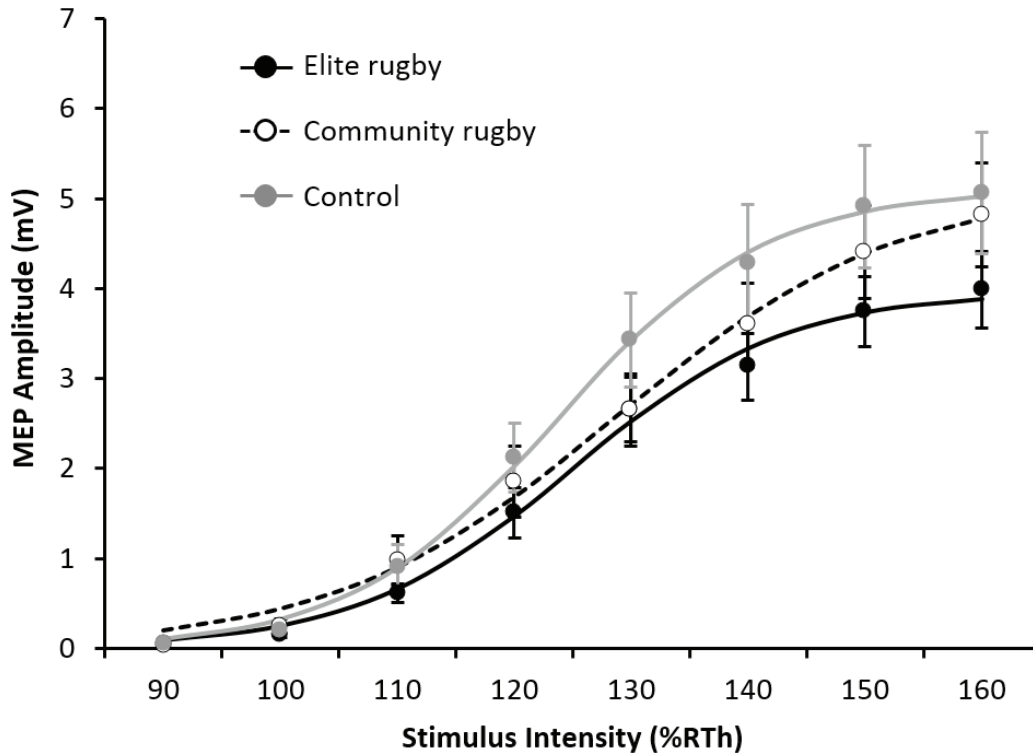 7
6
5
4
3
2
1
0
MEP Amplitude (mV)
Elite rugby
Community rugby
Control
90 100 110 120 130 140 150 160
Stimulus Intensity (%RTh)